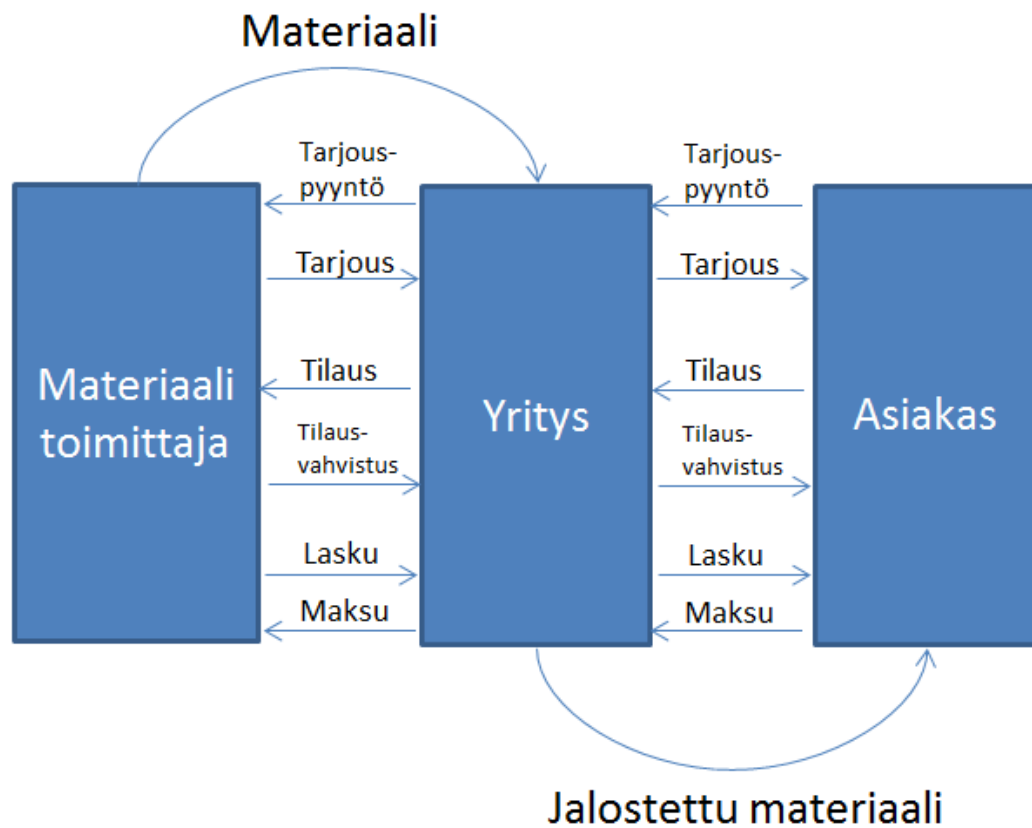 Materiaali
Tarjous-
pyyntö
Tarjous-
pyyntö
Tarjous
Tarjous
Materiaali
toimittaja
Tilaus
Yritys
Tilaus
Asiakas
Tilaus-
vahvistus
Tilaus-
vahvistus
Lasku
Lasku
Maksu
Maksu
Jalostettu materiaali